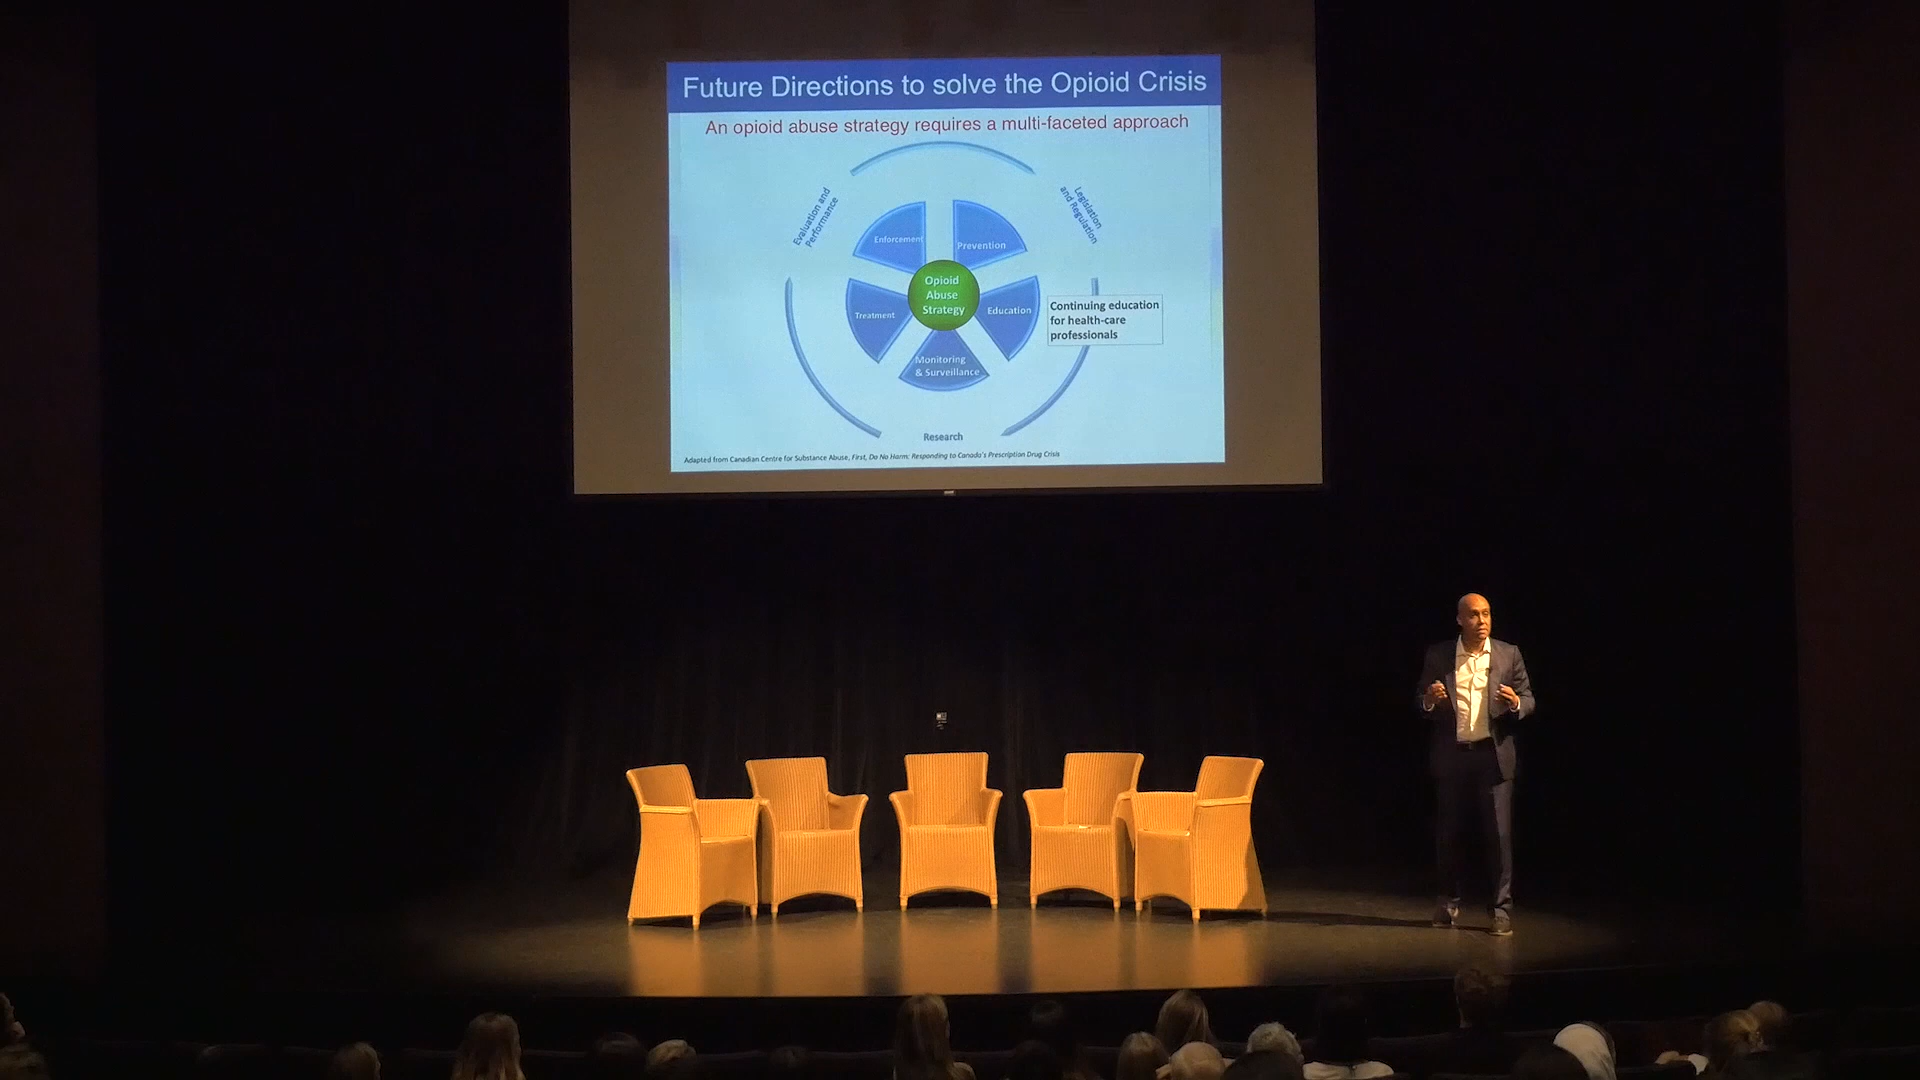 Future Directions to solve the Opioid Crisis
An opioid abuse strategy requires a multi-faceted approach
Evaluation and
Performance
Legislation
and Regulation
Enforcement
Prevention
Opioid
Abuse
Strategy
Treatment
Education
Continuing education
for health-care
professionals
Monitoring
& Surveillance
Research
Adapted from Canadian Centre for Substance Abuse, First, Do No Harm: Responding to Canada's Prescription Drug Crisis